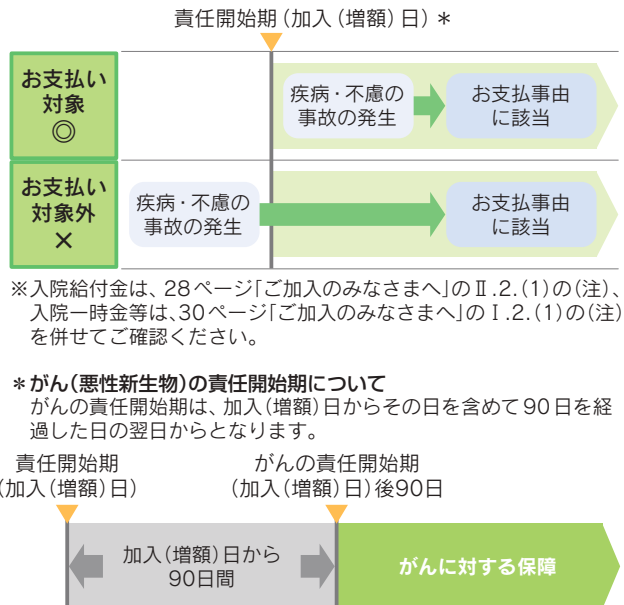 責任開始期(加入(増額)日)＊
お支払い
対象
◎
疾病・不慮の
事故の発生
お支払事由
に該当
お支払い
対象外
×
疾病・不慮の
事故の発生
お支払事由
に該当
※入院給付金は、28ページ「ご加入のみなさまへ」のⅡ.2.(1)の(注)、
入院一時金等は、30ページ「ご加入のみなさまへ」のⅠ.2.(1)の(注)
を併せてご確認ください。
＊がん(悪性新生物)の責任開始期について
がんの責任開始期は、加入(増額)日からその日を含めて90日を経
過した日の翌日からとなります。
責任開始期
(加入(増額)日)
がんの責任開始期
(加入(増額)日)後90日
加入(増額)日から
90日間
がんに対する保障